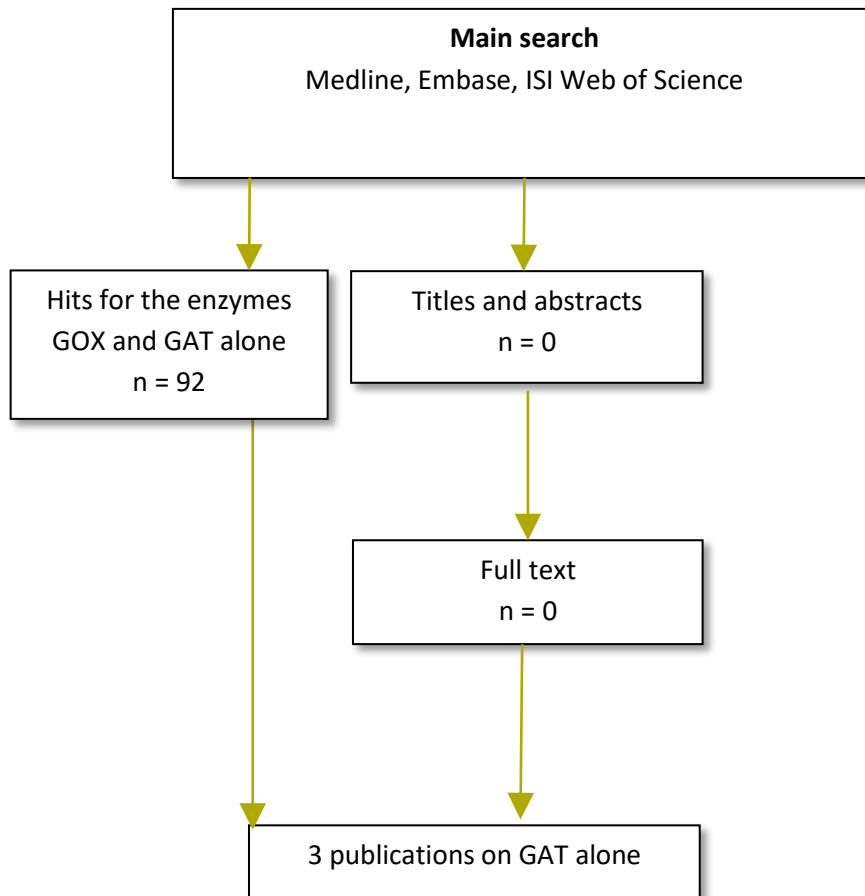 Main search
Medline, Embase, ISI Web of Science
Hits for the enzymes
GOX and GAT alone
n = 92
Titles and abstracts
n = 0
Full text
n = 0
3 publications on GAT alone